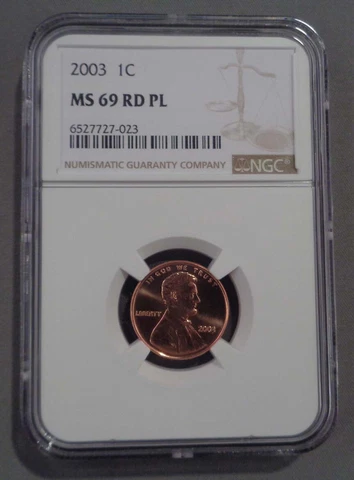 2003 1C
MS 69 RD PL
6527727-023
NUMISMATIC GUARANTY COMPANY
NGC
IN GOD WE TRUST
LIBERTY
2003